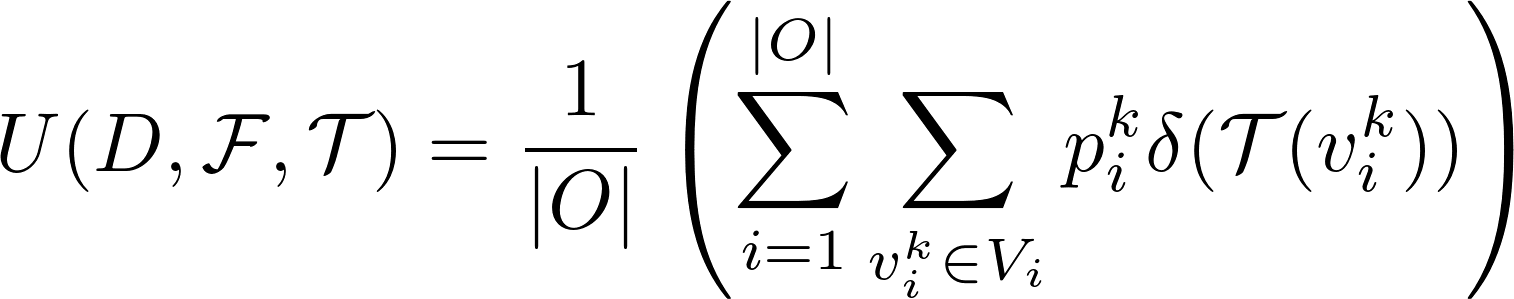 $U(D, \mathcal{F}, \mathcal{T}) = \frac{1}{|O|} \left( \sum_{i=1}^{|O|} \sum_{v_i^k \in V_i} p_i^k \delta(\mathcal{T}(v_i^k)) \right)$